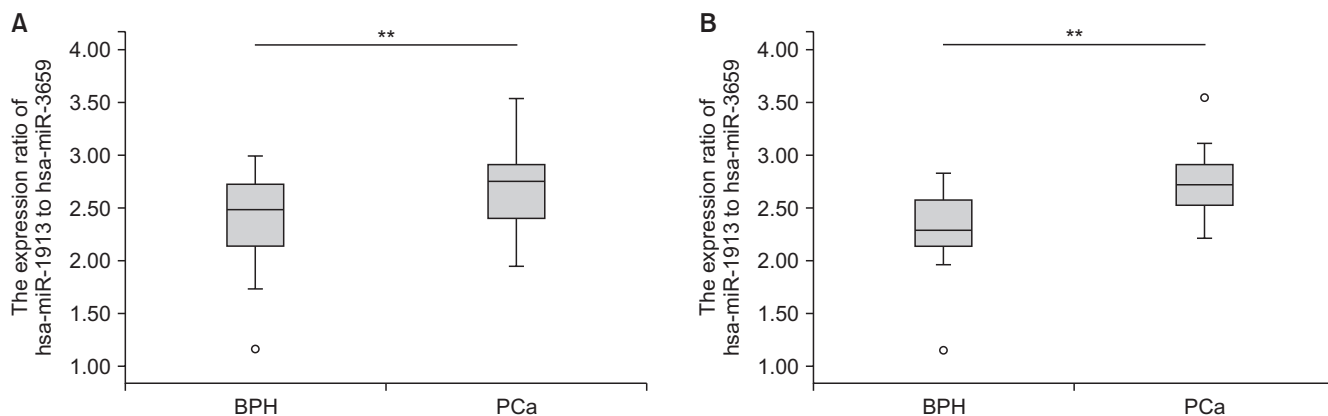 A
The expression ratio of
hsa-miR-1913 to hsa-miR-3659
4.00
3.50
3.00
2.50
2.00
1.50
1.00
**
BPH
PCa
B
The expression ratio of
hsa-miR-1913 to hsa-miR-3659
4.00
3.50
3.00
2.50
2.00
1.50
1.00
**
BPH
PCa